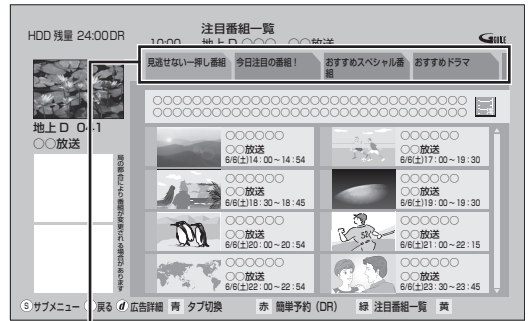 注目番組一覧
HDD 残量 24:00 DR
10:00 地上D ○○○ ○○放送
GUIDE
見逃せない一押し番組
今日注目の番組！
おすすめスペシャル番組
おすすめドラマ
○○○○○○○○○○○○○○○○○○○○○○○○○○○○○○
○○○○○○○○○○○○○○○○○○○○○○○○○○○○○○
地上D 041
○○放送
局の都合により番組が変更される場合があります
○○○○○○
○○放送
6/6(土)14:00~14:54
○○○○○○
○○放送
6/6(土)17:00~19:30
○○○○○○
○○放送
6/6(土)18:30~18:45
○○○○○○
○○放送
6/6(土)19:00~19:30
○○○○○○
○○放送
6/6(土)20:00~20:54
○○○○○○
○○放送
6/6(土)21:00~22:15
○○○○○○
○○放送
6/6(土)22:00~22:54
○○○○○○
○○放送
6/6(土)23:30~23:45
S サブメニュー 戻る d 広告詳細 青 タブ切換 赤 簡単予約 (DR) 緑 注目番組一覧 黄